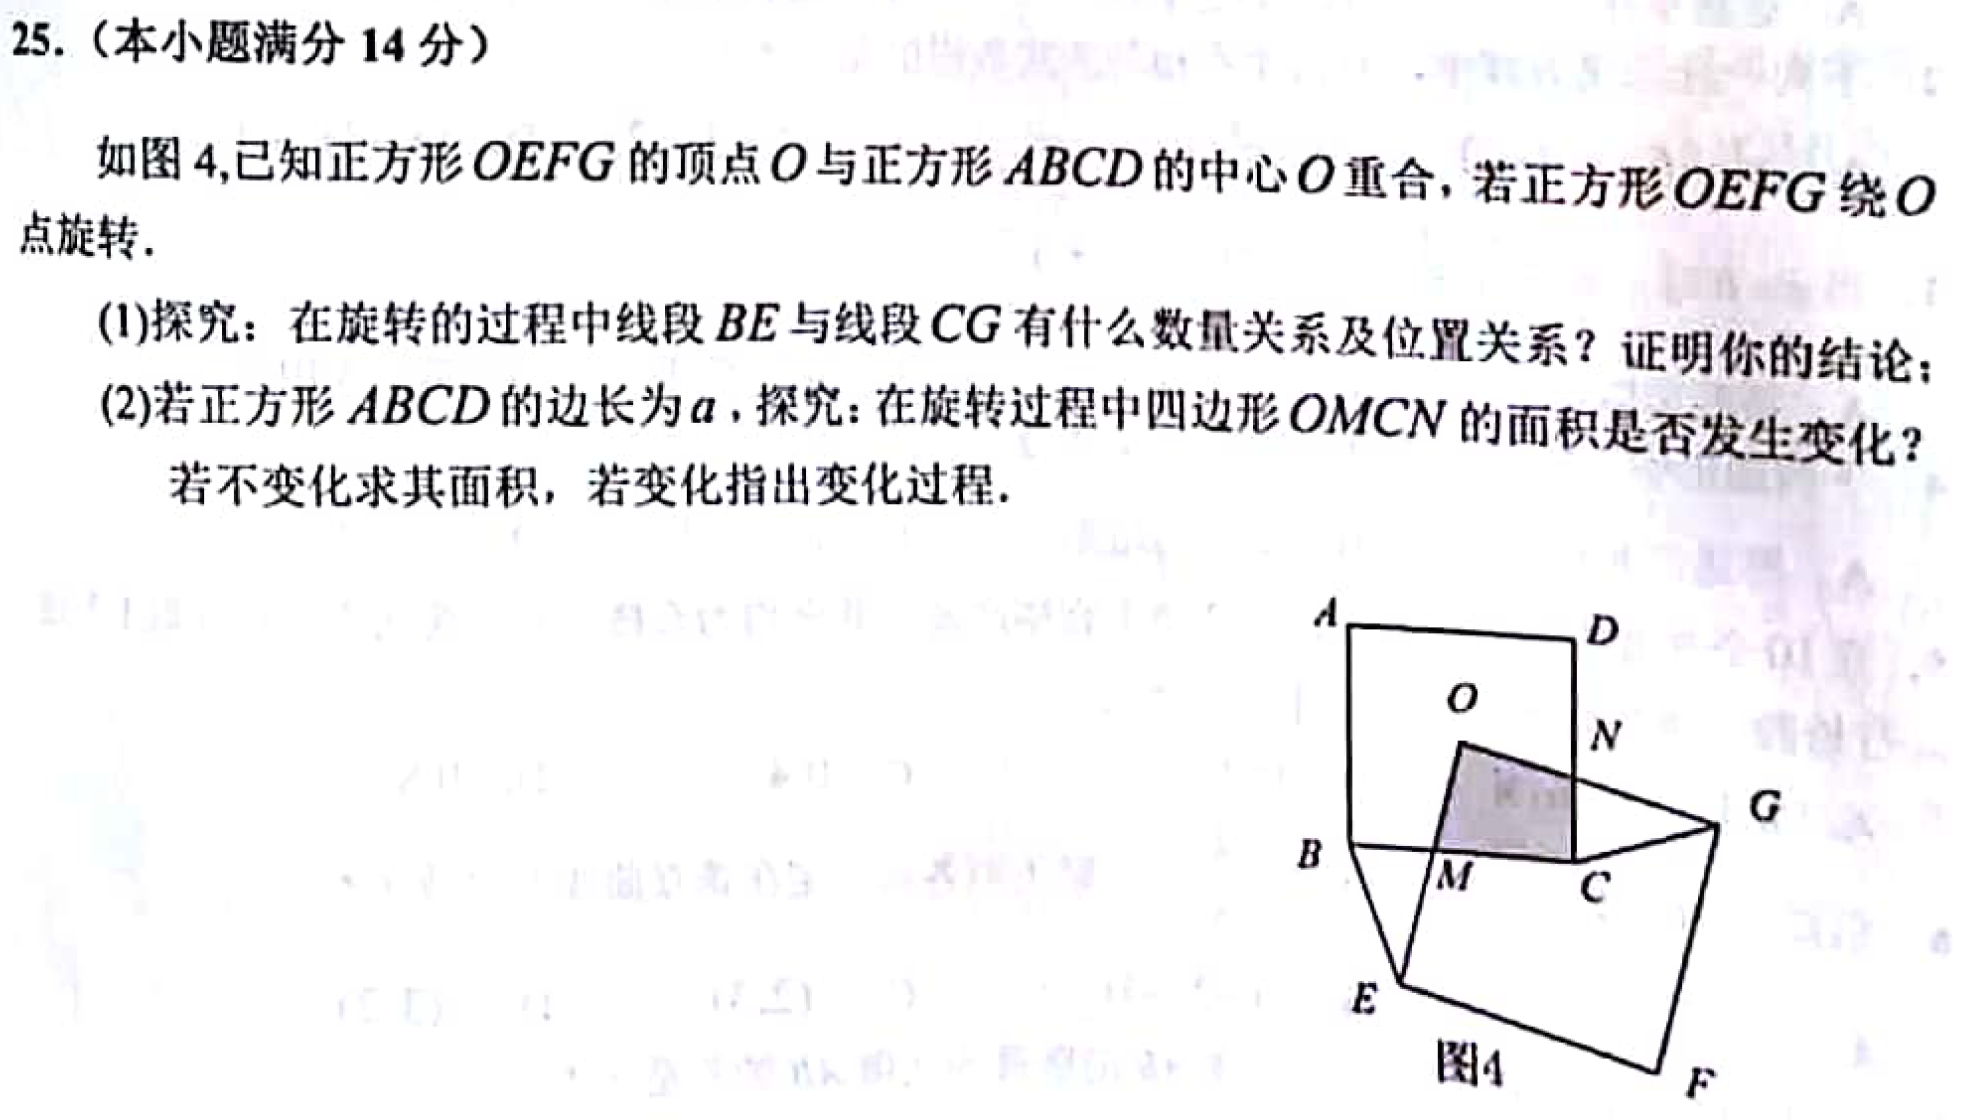 25.（本小题满分 14 分）
如图 4,已知正方形 OEFG 的顶点 O 与正方形 ABCD 的中心 O 重合，若正方形 OEFG 绕 O
点旋转.
(1)探究：在旋转的过程中线段 BE 与线段 CG 有什么数量关系及位置关系？证明你的结论；
(2)若正方形 ABCD 的边长为 a，探究：在旋转过程中四边形 OMCN 的面积是否发生变化？
若不变化求其面积，若变化指出变化过程.
A
D
O
N
G
B
M
C
E
图4
F